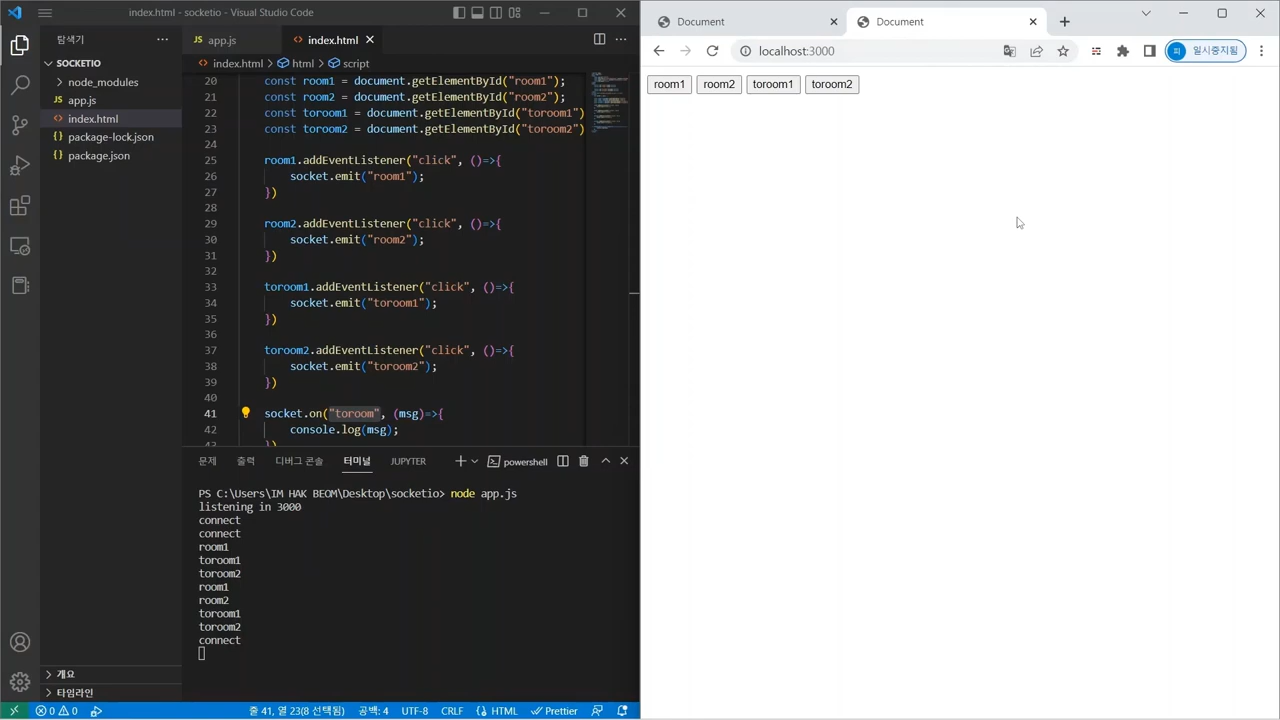 index.html - socketio - Visual Studio Code
탐색기
SOCKETIO
node_modules
app.js
index.html
package-lock.json
package.json
개요
타임라인
JS app.js
index.html
index.html > html > script
20 const room1 = document.getElementById("room1");
21 const room2 = document.getElementById("room2");
22 const toroom1 = document.getElementById("toroom1")
23 const toroom2 = document.getElementById("toroom2")
24
25 room1.addEventListener("click", ()=>{
26 socket.emit("room1");
27 })
28
29 room2.addEventListener("click", ()=>{
30 socket.emit("room2");
31 })
32
33 toroom1.addEventListener("click", ()=>{
34 socket.emit("toroom1");
35 })
36
37 toroom2.addEventListener("click", ()=>{
38 socket.emit("toroom2");
39 })
40
41 socket.on("toroom", (msg)=>{
42 console.log(msg);
43 })
문제 출력 디버그 콘솔 터미널 JUPYTER powershell
PS C:\Users\IM HAK BEOM\Desktop\socketio> node app.js
listening in 3000
connect
connect
room1
toroom1
toroom2
room1
room2
toroom1
toroom2
connect
0 0 줄 41, 열 23(8 선택됨) 공백: 4 UTF-8 CRLF HTML Prettier
Document
Document
localhost:3000
피 일시중지됨
room1 room2 toroom1 toroom2